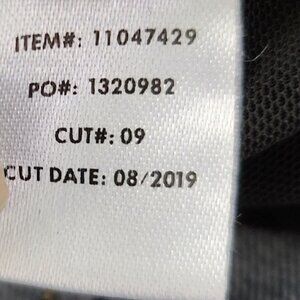 ITEM#: 11047429
PO#: 1320982
CUT#: 09
CUT DATE: 08/2019